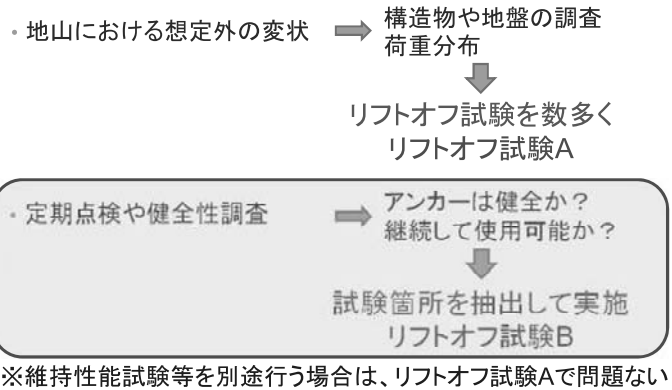 ・地山における想定外の変状
構造物や地盤の調査
荷重分布
リフトオフ試験を数多く
リフトオフ試験A
・定期点検や健全性調査
アンカーは健全か？
継続して使用可能か？
試験箇所を抽出して実施
リフトオフ試験B
※維持性能試験等を別途行う場合は、リフトオフ試験Aで問題ない